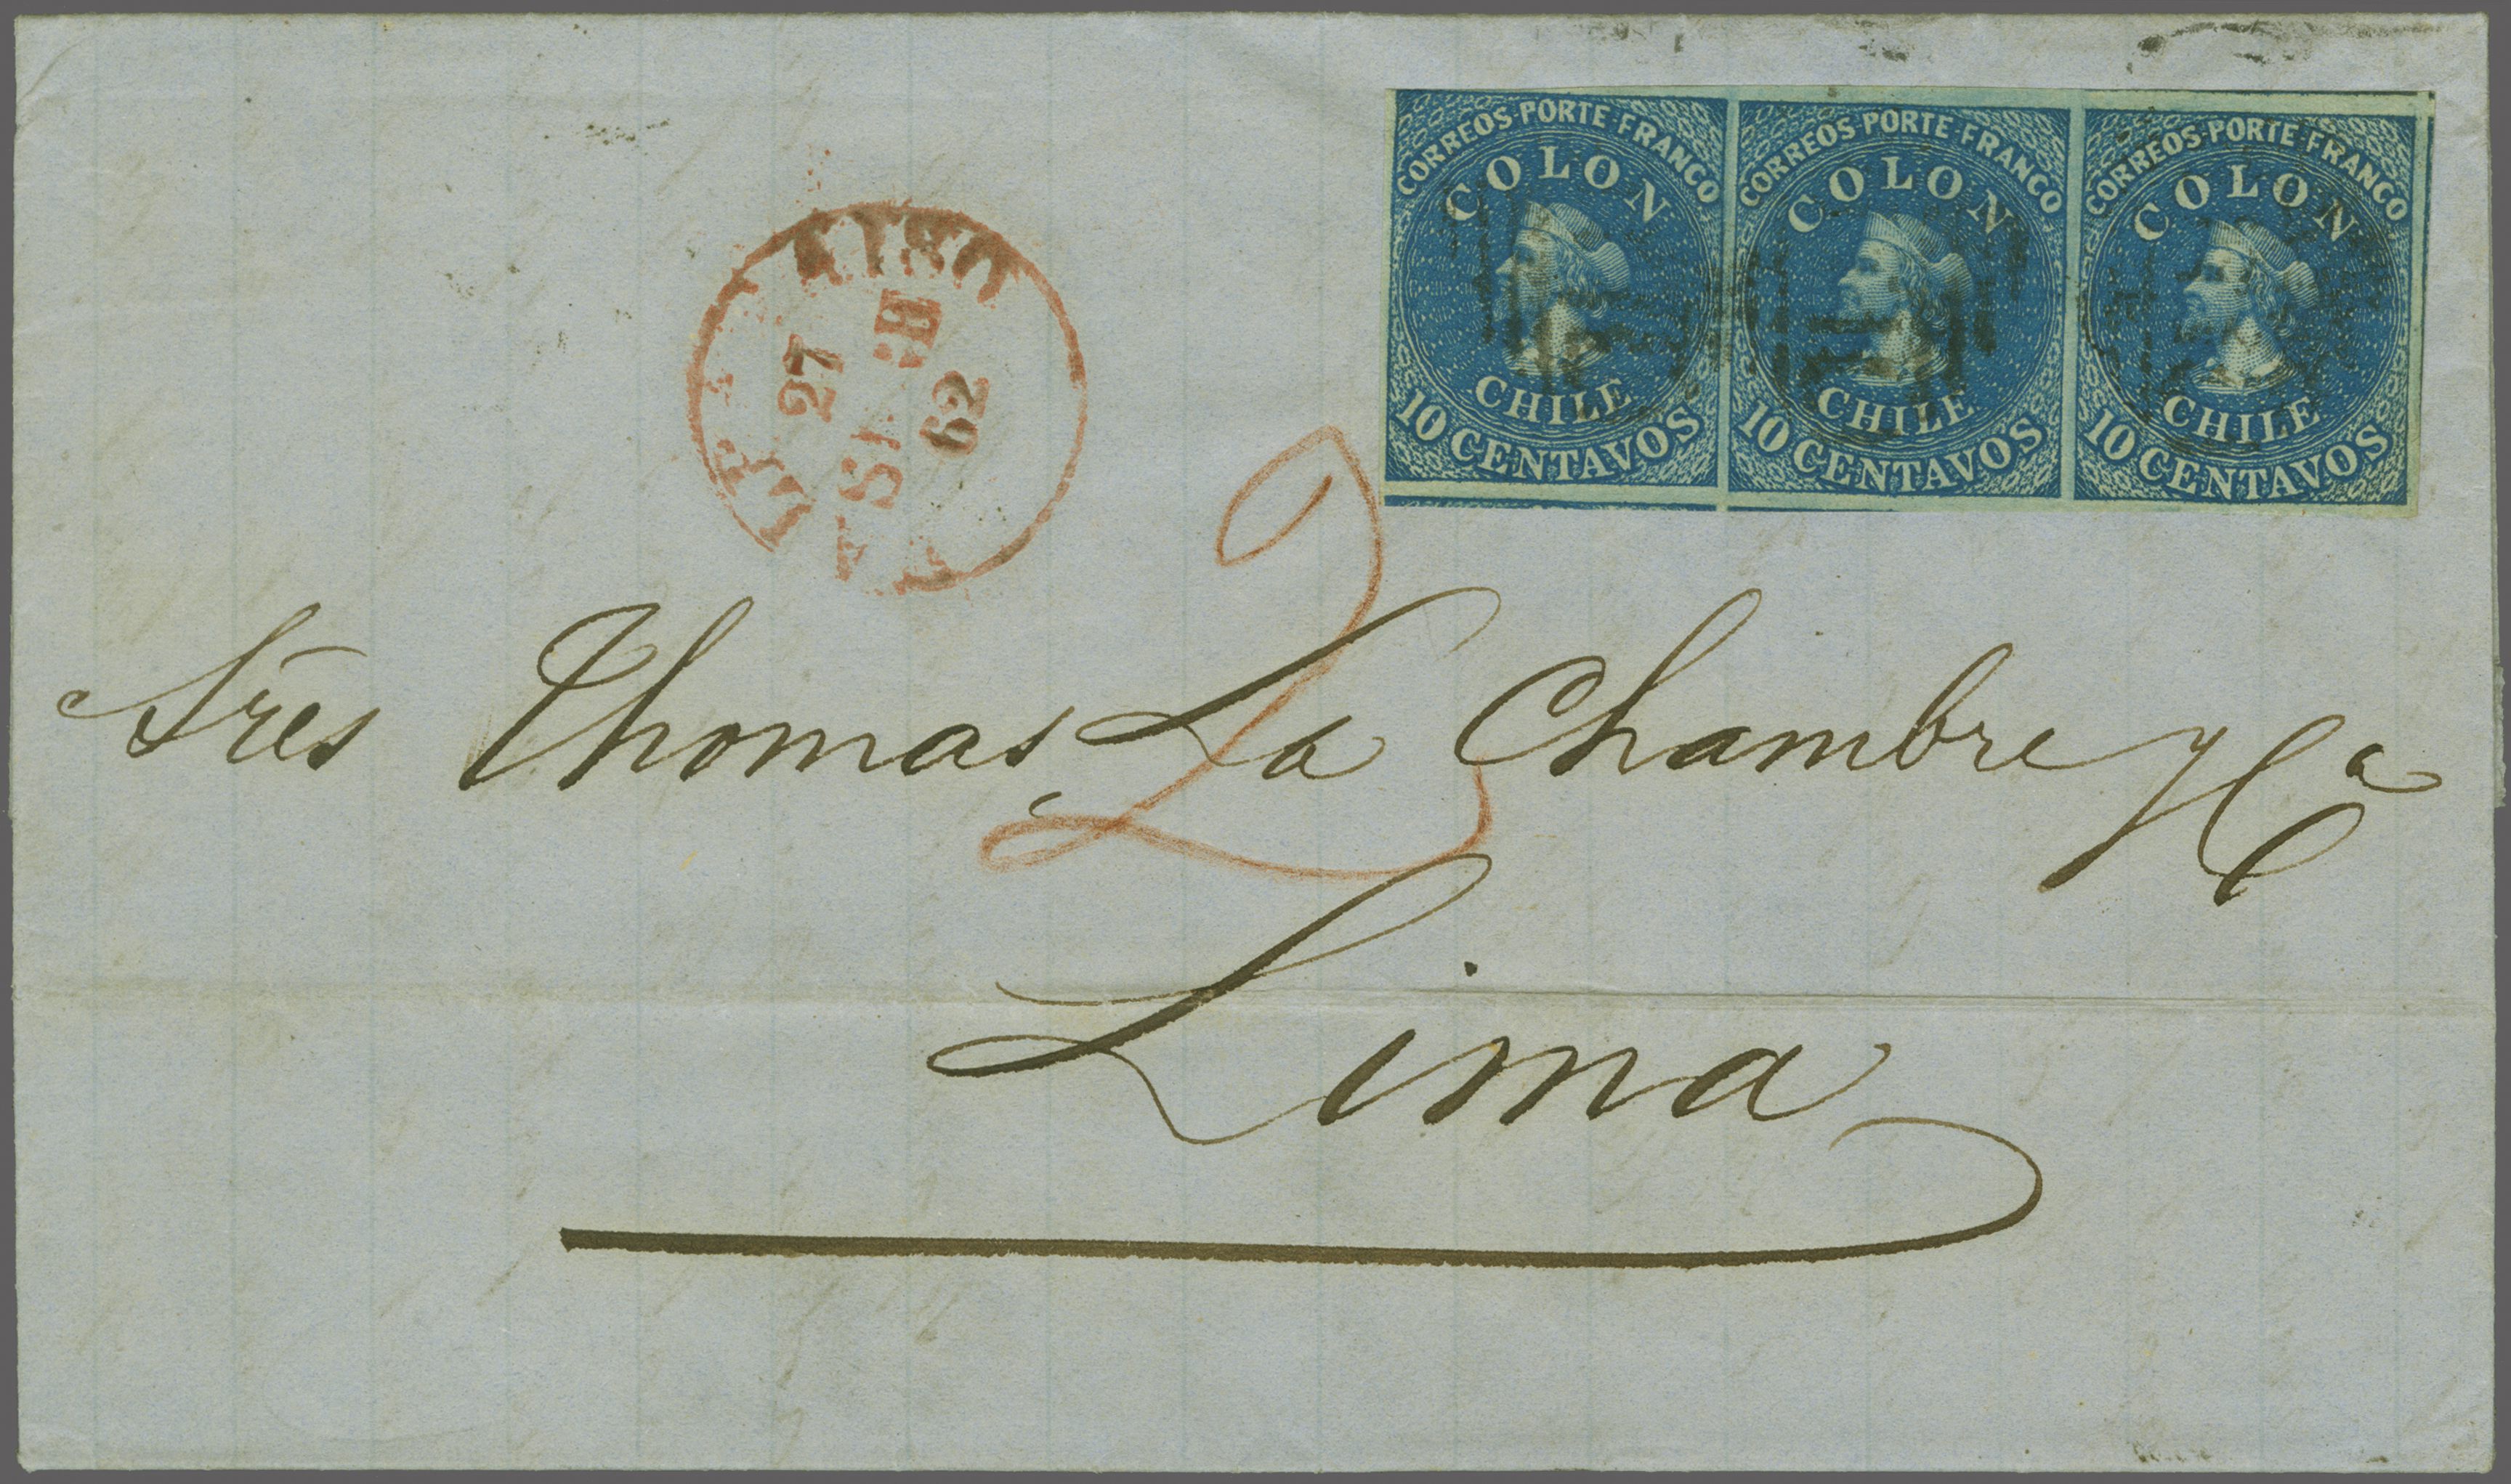 CORREOS PORTE FRANCO
COLON
CHILE
10 CENTAVOS
CORREOS PORTE FRANCO
COLON
CHILE
10 CENTAVOS
CORREOS PORTE FRANCO
COLON
CHILE
10 CENTAVOS
27
62
2
Sres Thomas La Chambre y Ca
Lima